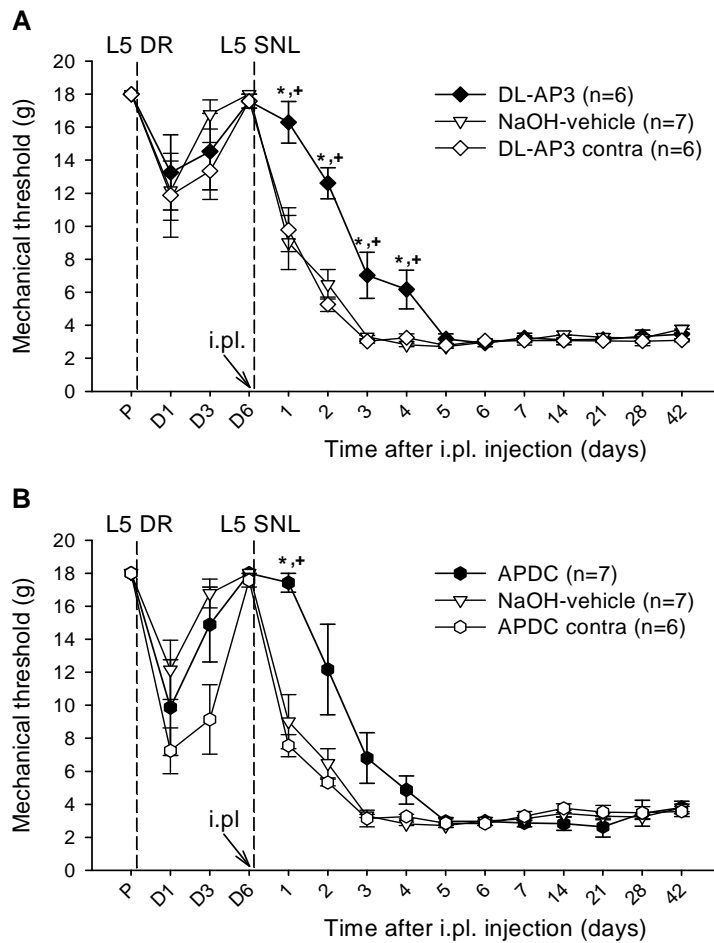 A
L5 DR L5 SNL
20
18
16
14
12
10
8
6
4
2
0
Mechanical threshold (g)
*,+
*,+
*,+
*,+
DL-AP3 (n=6)
NaOH-vehicle (n=7)
DL-AP3 contra (n=6)
i.pl.
P D1 D3 D6 1 2 3 4 5 6 7 14 21 28 42
Time after i.pl. injection (days)
B
L5 DR L5 SNL
20
18
16
14
12
10
8
6
4
2
0
Mechanical threshold (g)
*,+
APDC (n=7)
NaOH-vehicle (n=7)
APDC contra (n=6)
i.pl
P D1 D3 D6 1 2 3 4 5 6 7 14 21 28 42
Time after i.pl. injection (days)